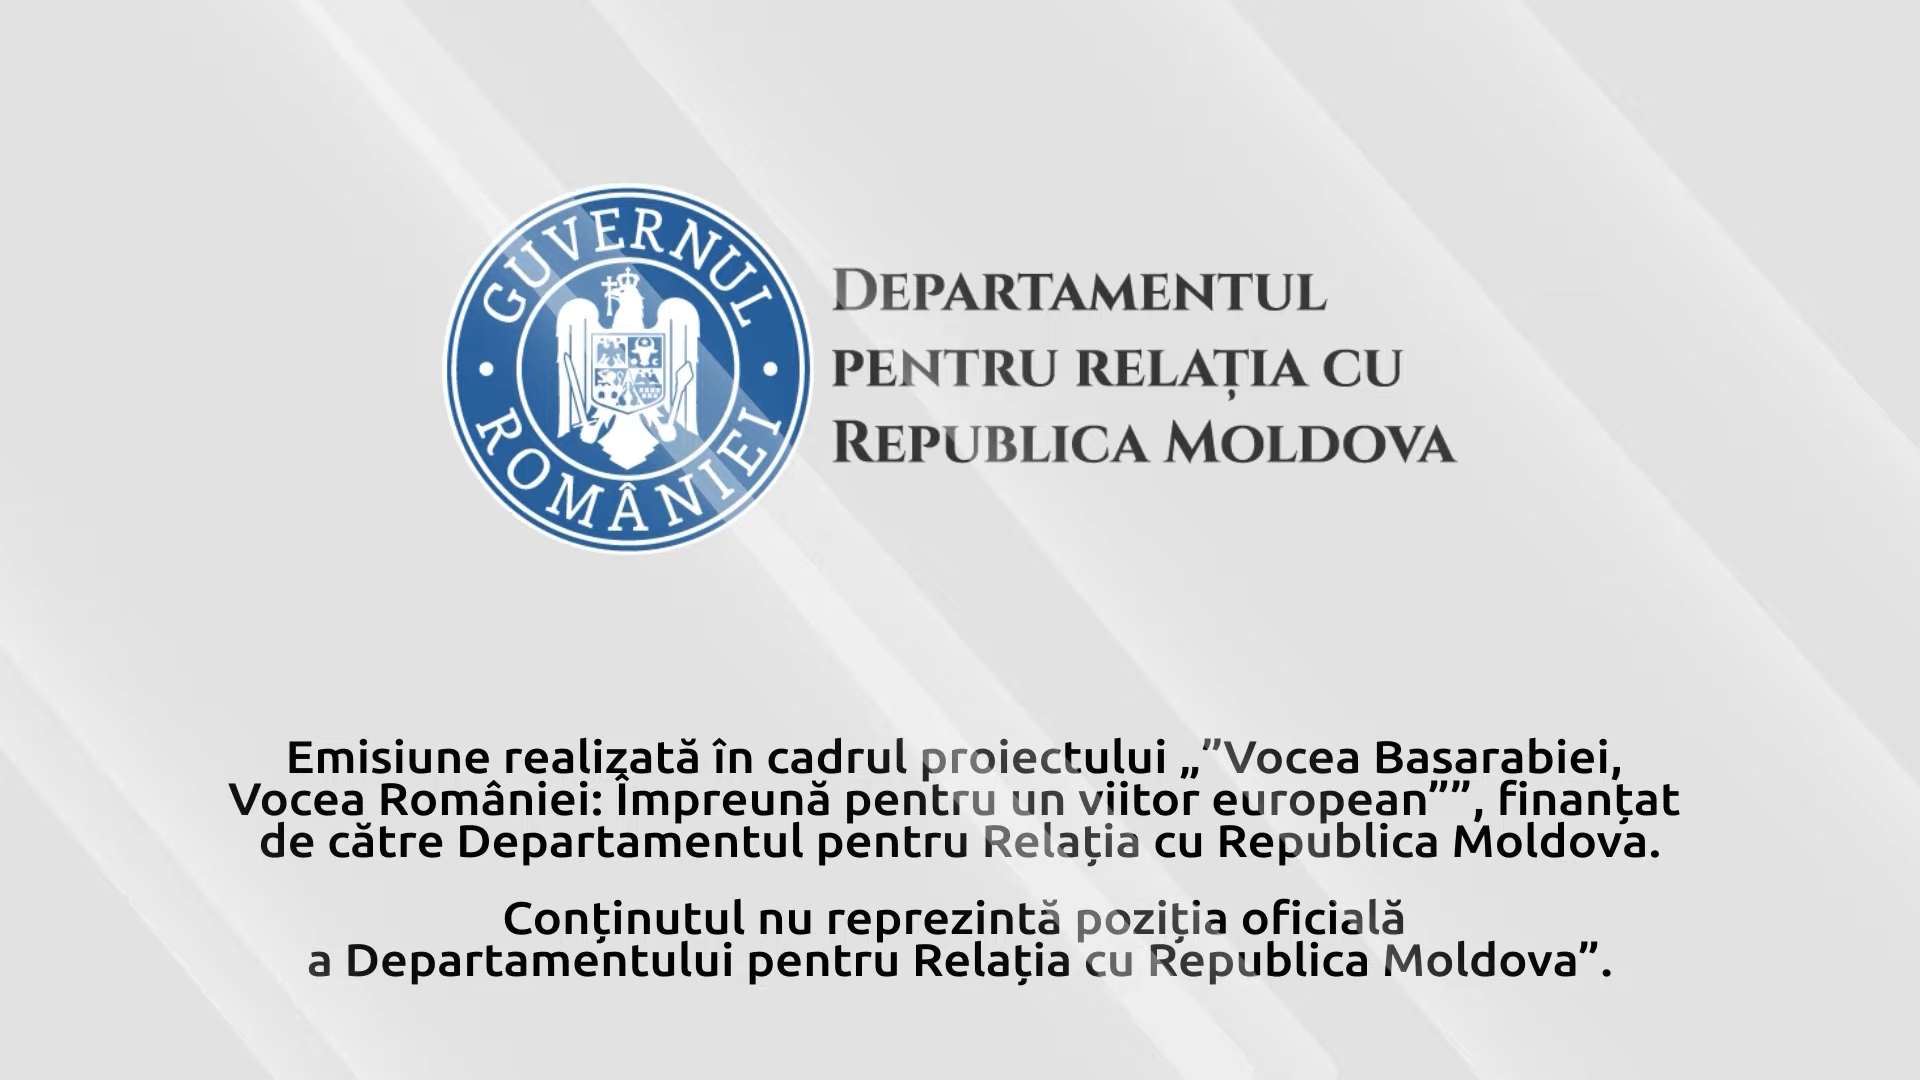 GUVERNUL
ROMÂNIEI
Departamentul
pentru relația cu
Republica Moldova
Emisiune realizată în cadrul proiectului „”Vocea Basarabiei,
Vocea României: Împreună pentru un viitor european””, finanțat
de către Departamentul pentru Relația cu Republica Moldova.
Conținutul nu reprezintă poziția oficială
a Departamentului pentru Relația cu Republica Moldova”.